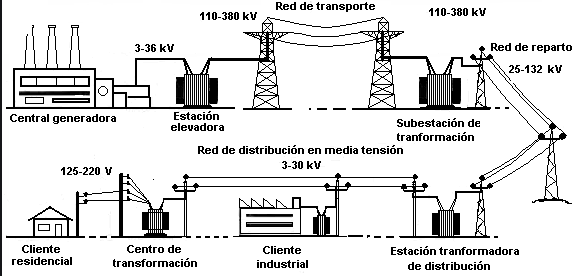 Red de transporte
110-380 kV
110-380 kV
3-36 kV
Red de reparto
25-132 kV
Central generadora
Estación
elevadora
Subestación de
tranformación
Red de distribución en media tensión
3-30 kV
125-220 V
Cliente
residencial
Centro de
transformación
Cliente
industrial
Estación tranformadora
de distribución